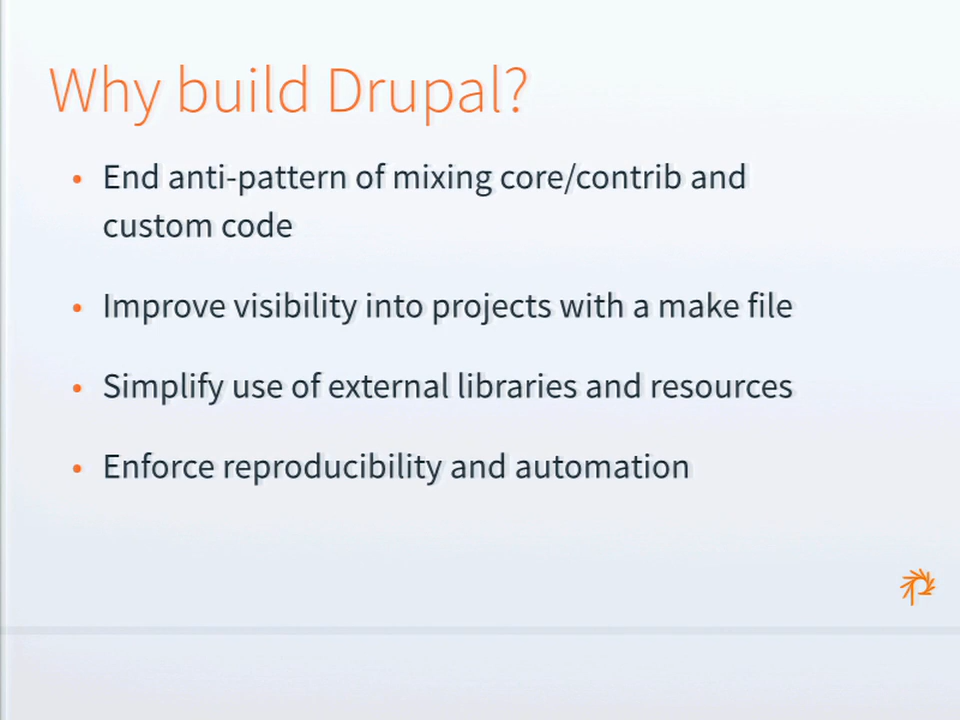 Why build Drupal?
• End anti-pattern of mixing core/contrib and
custom code
• Improve visibility into projects with a make file
• Simplify use of external libraries and resources
• Enforce reproducibility and automation